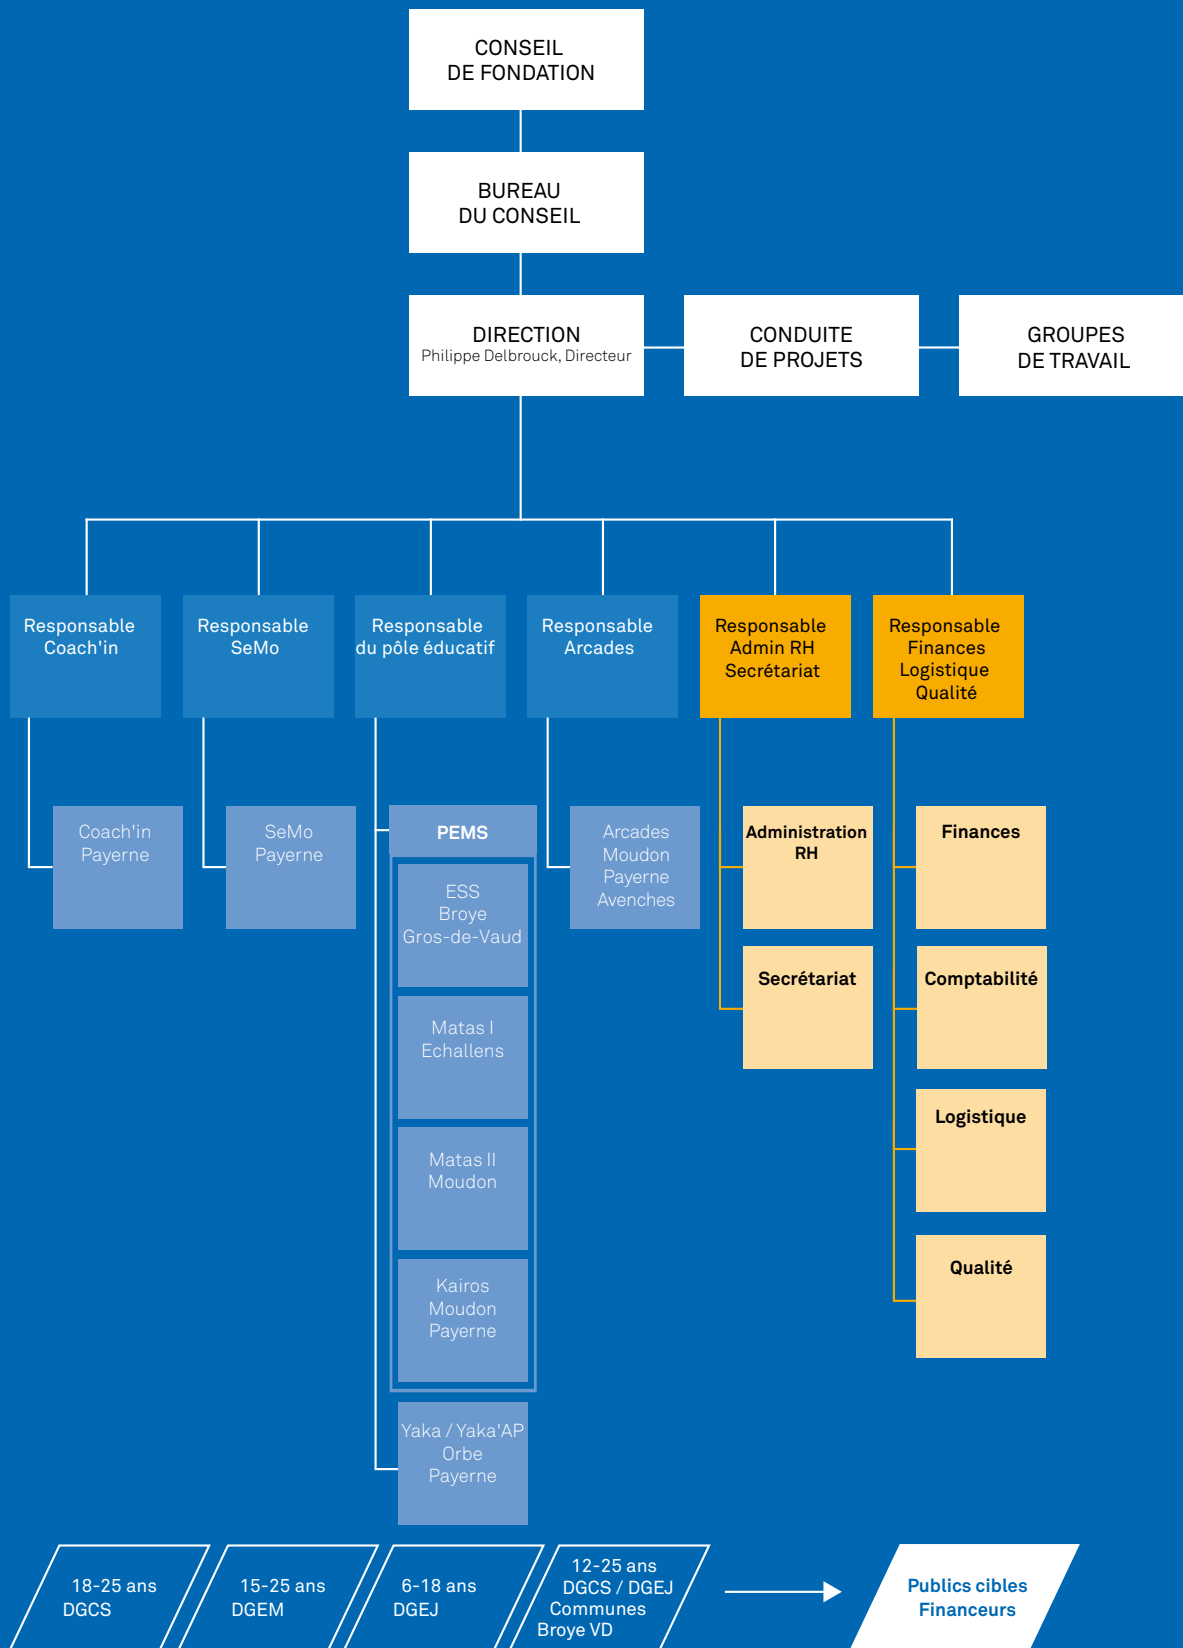 CONSEIL
DE FONDATION
BUREAU
DU CONSEIL
DIRECTION
Philippe Delbrouck, Directeur
CONDUITE
DE PROJETS
GROUPES
DE TRAVAIL
Responsable
Coach'in
Responsable
SeMo
Responsable
du pôle éducatif
Responsable
Arcades
Responsable
Admin RH
Secrétariat
Responsable
Finances
Logistique
Qualité
Coach'in
Payerne
SeMo
Payerne
PEMS
ESS
Broye
Gros-de-Vaud
Matas I
Echallens
Matas II
Moudon
Kairos
Moudon
Payerne
Yaka / Yaka'AP
Orbe
Payerne
Arcades
Moudon
Payerne
Avenches
Administration
RH
Secrétariat
Finances
Comptabilité
Logistique
Qualité
18-25 ans
DGCS
15-25 ans
DGEM
6-18 ans
DGEJ
12-25 ans
DGCS / DGEJ
Communes
Broye VD
Publics cibles
Financeurs